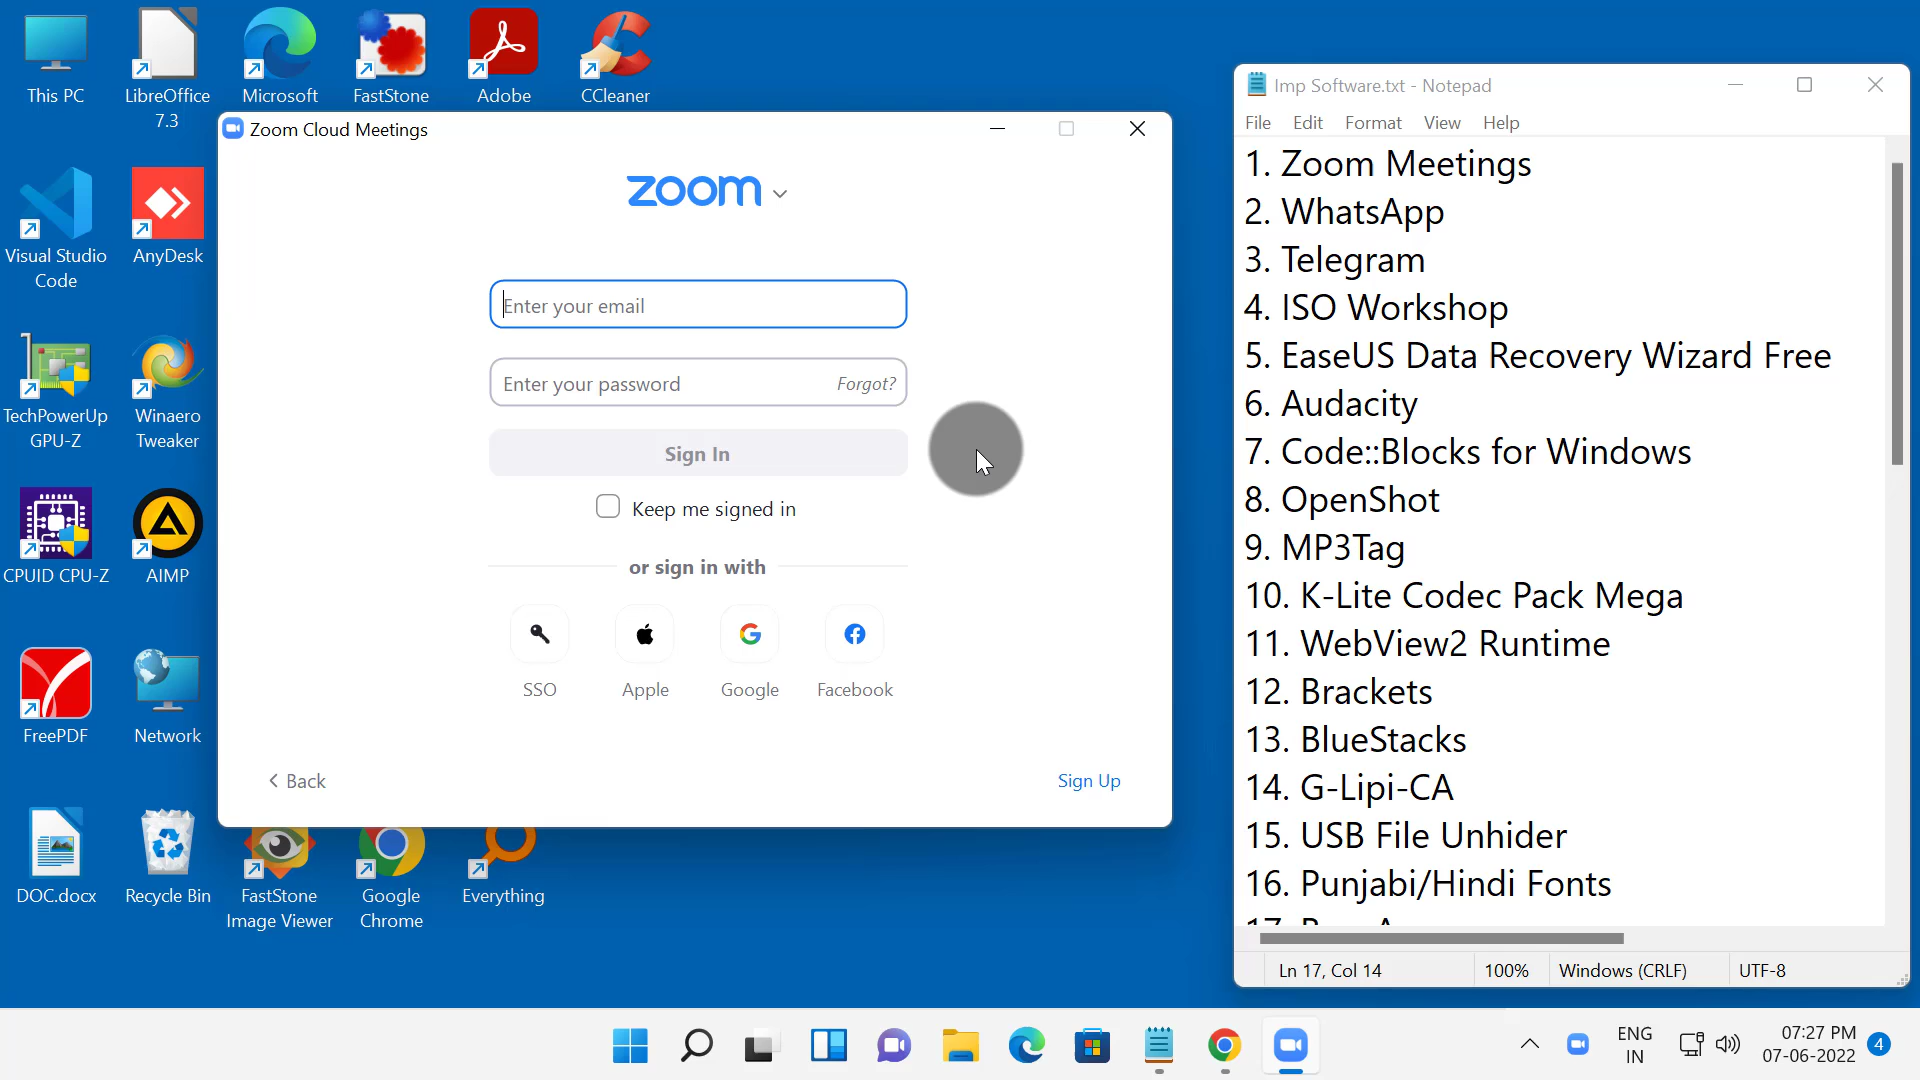 This PC
LibreOffice
7.3
Microsoft
FastStone
Adobe
CCleaner
Visual Studio
Code
AnyDesk
TechPowerUp
GPU-Z
Winaero
Tweaker
CPUID CPU-Z
AIMP
FreePDF
Network
DOC.docx
Recycle Bin
FastStone
Image Viewer
Google
Chrome
Everything
Zoom Cloud Meetings
zoom
Enter your email
Enter your password
Forgot?
Sign In
Keep me signed in
or sign in with
SSO
Apple
Google
Facebook
Back
Sign Up
Imp Software.txt - Notepad
File Edit Format View Help
1. Zoom Meetings
2. WhatsApp
3. Telegram
4. ISO Workshop
5. EaseUS Data Recovery Wizard Free
6. Audacity
7. Code::Blocks for Windows
8. OpenShot
9. MP3Tag
10. K-Lite Codec Pack Mega
11. WebView2 Runtime
12. Brackets
13. BlueStacks
14. G-Lipi-CA
15. USB File Unhider
16. Punjabi/Hindi Fonts
Ln 17, Col 14
100%
Windows (CRLF)
UTF-8
ENG
IN
07:27 PM
07-06-2022
4